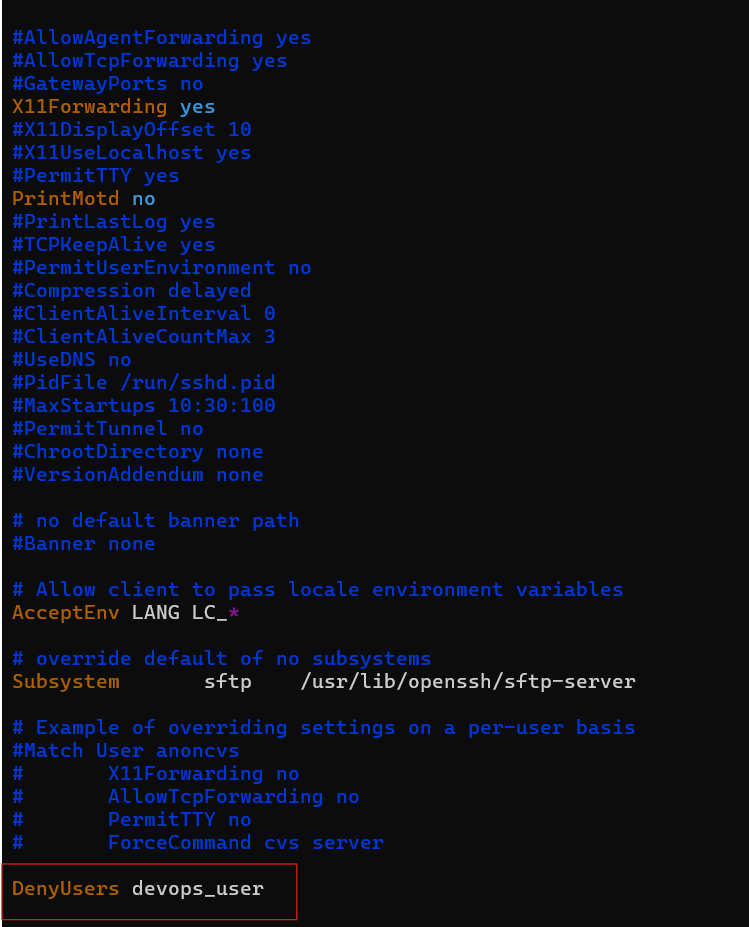 #AllowAgentForwarding yes
#AllowTcpForwarding yes
#GatewayPorts no
X11Forwarding yes
#X11DisplayOffset 10
#X11UseLocalhost yes
#PermitTTY yes
PrintMotd no
#PrintLastLog yes
#TCPKeepAlive yes
#PermitUserEnvironment no
#Compression delayed
#ClientAliveInterval 0
#ClientAliveCountMax 3
#UseDNS no
#PidFile /run/sshd.pid
#MaxStartups 10:30:100
#PermitTunnel no
#ChrootDirectory none
#VersionAddendum none

# no default banner path
#Banner none

# Allow client to pass locale environment variables
AcceptEnv LANG LC_*

# override default of no subsystems
Subsystem       sftp    /usr/lib/openssh/sftp-server

# Example of overriding settings on a per-user basis
#Match User anoncvs
#       X11Forwarding no
#       AllowTcpForwarding no
#       PermitTTY no
#       ForceCommand cvs server

DenyUsers devops_user